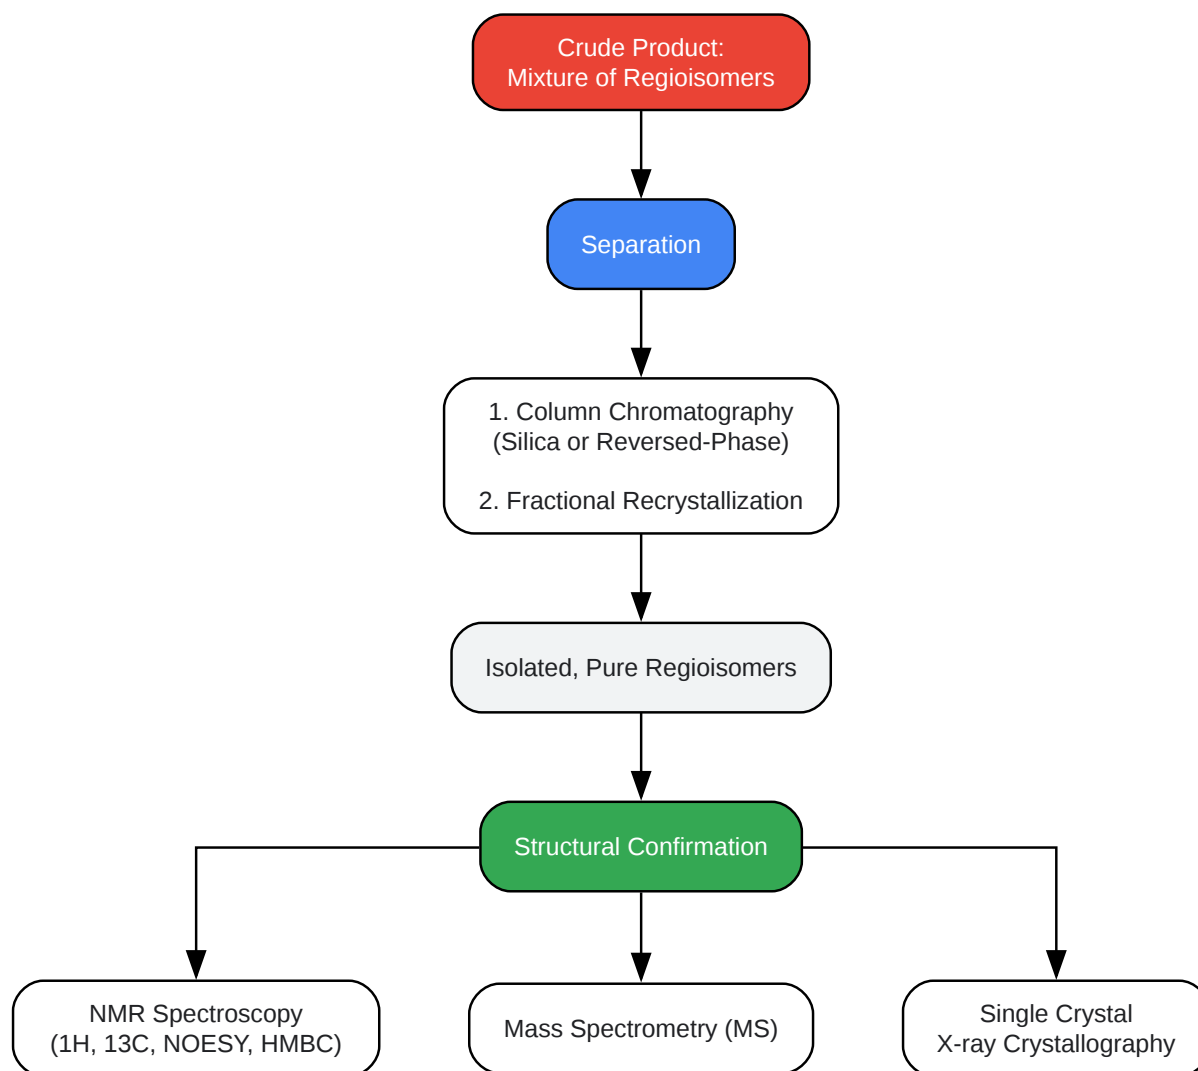 Crude Product:
Mixture of Regioisomers
Separation
1. Column Chromatography
(Silica or Reversed-Phase)
2. Fractional Recrystallization
Isolated, Pure Regioisomers
Structural Confirmation
NMR Spectroscopy
(1H, 13C, NOESY, HMBC)
Mass Spectrometry (MS)
Single Crystal
X-ray Crystallography